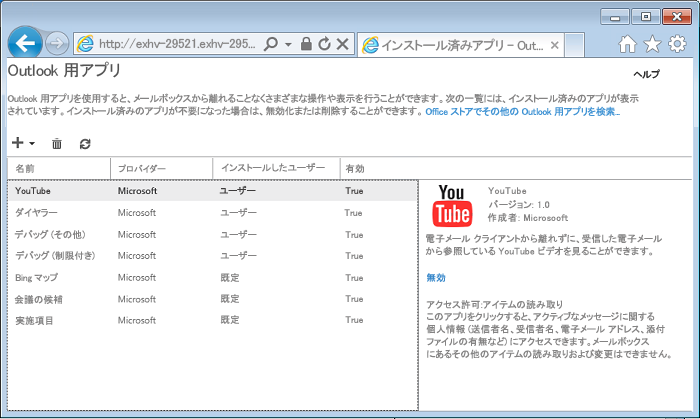 http://exhv-29521.exhv-295...
インストール済みアプリ - Out...
Outlook 用アプリ
ヘルプ
Outlook 用アプリを使用すると、メールボックスから離れることなくさまざまな操作や表示を行うことができます。次の一覧には、インストール済みのアプリが表示
されています。インストール済みのアプリが不要になった場合は、無効化または削除することができます。 Office ストアでその他の Outlook 用アプリを検索...
名前 プロバイダー インストールしたユーザー 有効
YouTube Microsoft ユーザー True
ダイヤラー Microsoft ユーザー True
デバッグ (その他) Microsoft ユーザー True
デバッグ (制限付き) Microsoft ユーザー True
Bing マップ Microsoft 既定 True
会議の候補 Microsoft 既定 True
実施項目 Microsoft 既定 True
You
Tube
YouTube
バージョン: 1.0
作成者: Microsooft
電子メール クライアントから離れずに、受信した電子メール
から参照している YouTube ビデオを見ることができます。
無効
アクセス許可:アイテムの読み取り
このアプリをクリックすると、アクティブなメッセージに関する
個人情報 (送信者名、受信者名、電子メール アドレス、添付
ファイルの有無など) にアクセスできます。メールボックス
にあるその他のアイテムの読み取りおよび変更はできません。